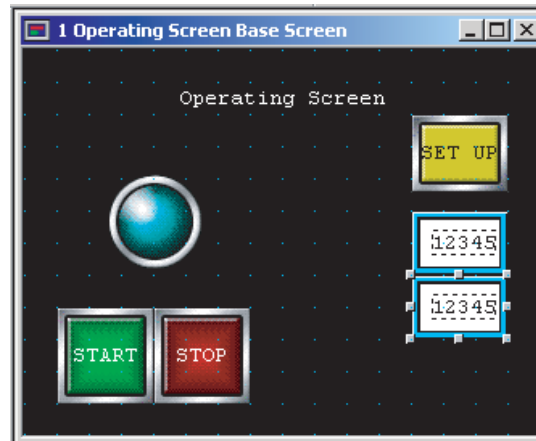 1 Operating Screen Base Screen
Operating Screen
SET UP
12345
12345
START STOP